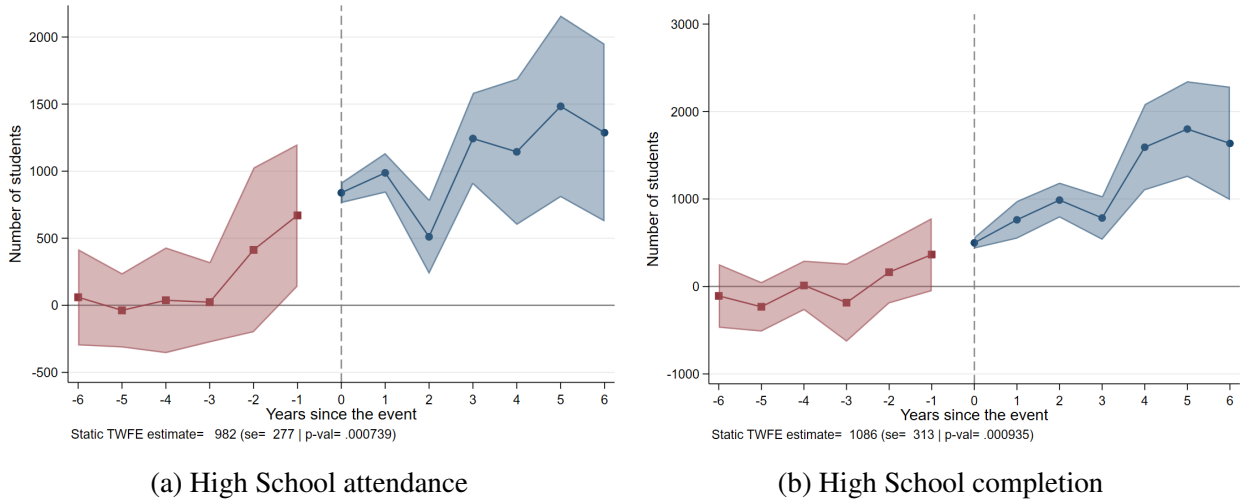 2000
1500
1000
500
0
-500
Number of students
-6 -5 -4 -3 -2 -1 0 1 2 3 4 5 6
Years since the event
Static TWFE estimate= 982 (se= 277 | p-val= .000739)
(a) High School attendance
3000
2000
1000
0
-1000
Number of students
-6 -5 -4 -3 -2 -1 0 1 2 3 4 5 6
Years since the event
Static TWFE estimate= 1086 (se= 313 | p-val= .000935)
(b) High School completion